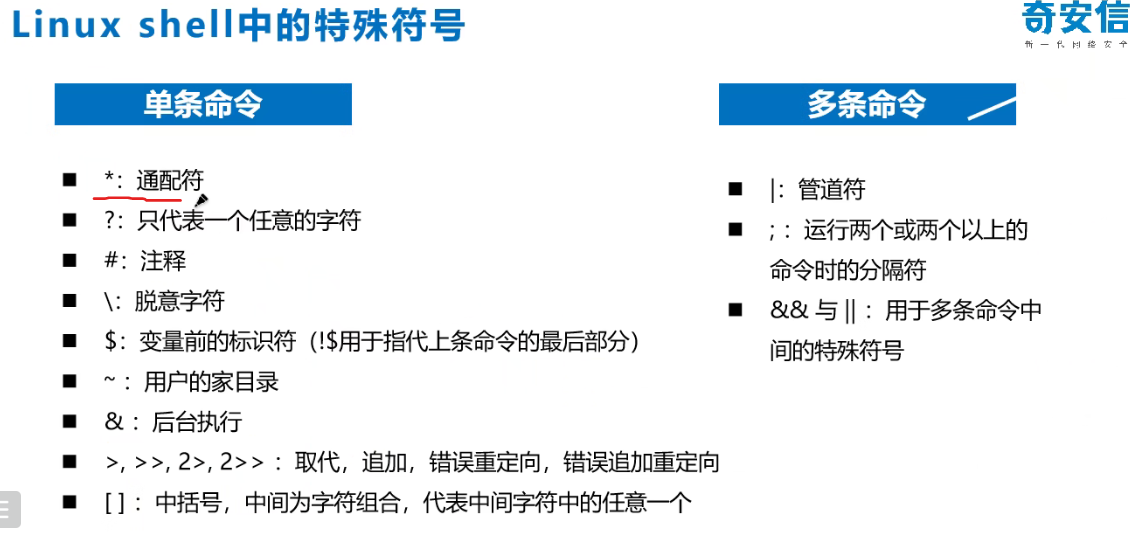 Linux shell中的特殊符号
奇安信
新一代网络安全
单条命令
*：通配符
?：只代表一个任意的字符
#：注释
\：脱意字符
$：变量前的标识符（!$用于指代上条命令的最后部分）
~ ：用户的家目录
& ：后台执行
>, >>, 2>, 2>> ：取代，追加，错误重定向，错误追加重定向
[ ] ：中括号，中间为字符组合，代表中间字符中的任意一个
多条命令
|：管道符
; ：运行两个或两个以上的
命令时的分隔符
&& 与 || ：用于多条命令中
间的特殊符号